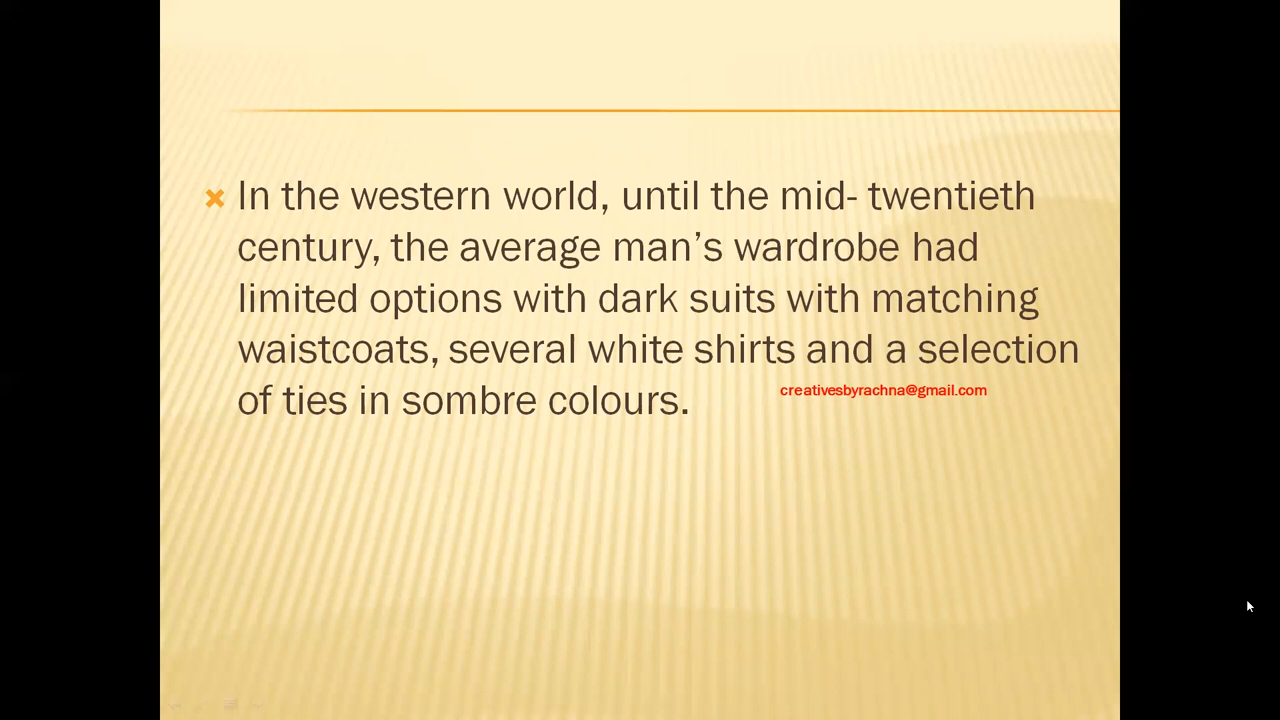 In the western world, until the mid- twentieth
century, the average man’s wardrobe had
limited options with dark suits with matching
waistcoats, several white shirts and a selection
of ties in sombre colours.
creativesbyrachna@gmail.com